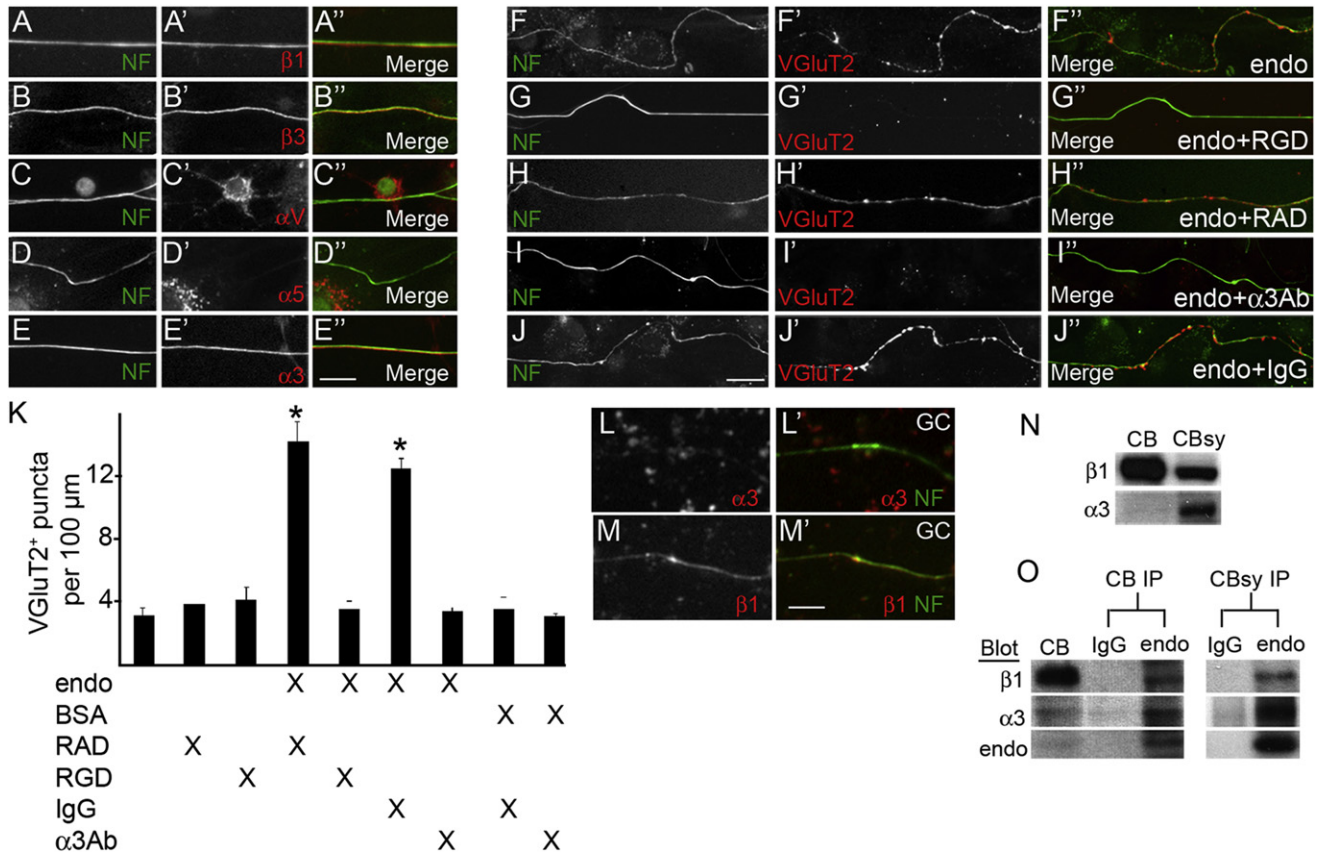 A A’ A’’
NF β1 Merge
B B’ B’’
NF β3 Merge
C C’ C’’
NF αV Merge
D D’ D’’
NF α5 Merge
E E’ E’’
NF α3 Merge
F F’ F’’
NF VGluT2 Merge endo
G G’ G’’
NF VGluT2 Merge endo+RGD
H H’ H’’
NF VGluT2 Merge endo+RAD
I I’ I’’
NF VGluT2 Merge endo+α3Ab
J J’ J’’
NF VGluT2 Merge endo+IgG
K
VGluT2+ puncta
per 100 µm
12
8
4
* *
endo X X X X
BSA X X
RAD X X
RGD X X
IgG X X
α3Ab X X
L L’ GC
α3 α3 NF
M M’ GC
β1 β1 NF
N
CB CBsy
β1
α3
O
CB IP CBsy IP
Blot CB IgG endo IgG endo
β1
α3
endo